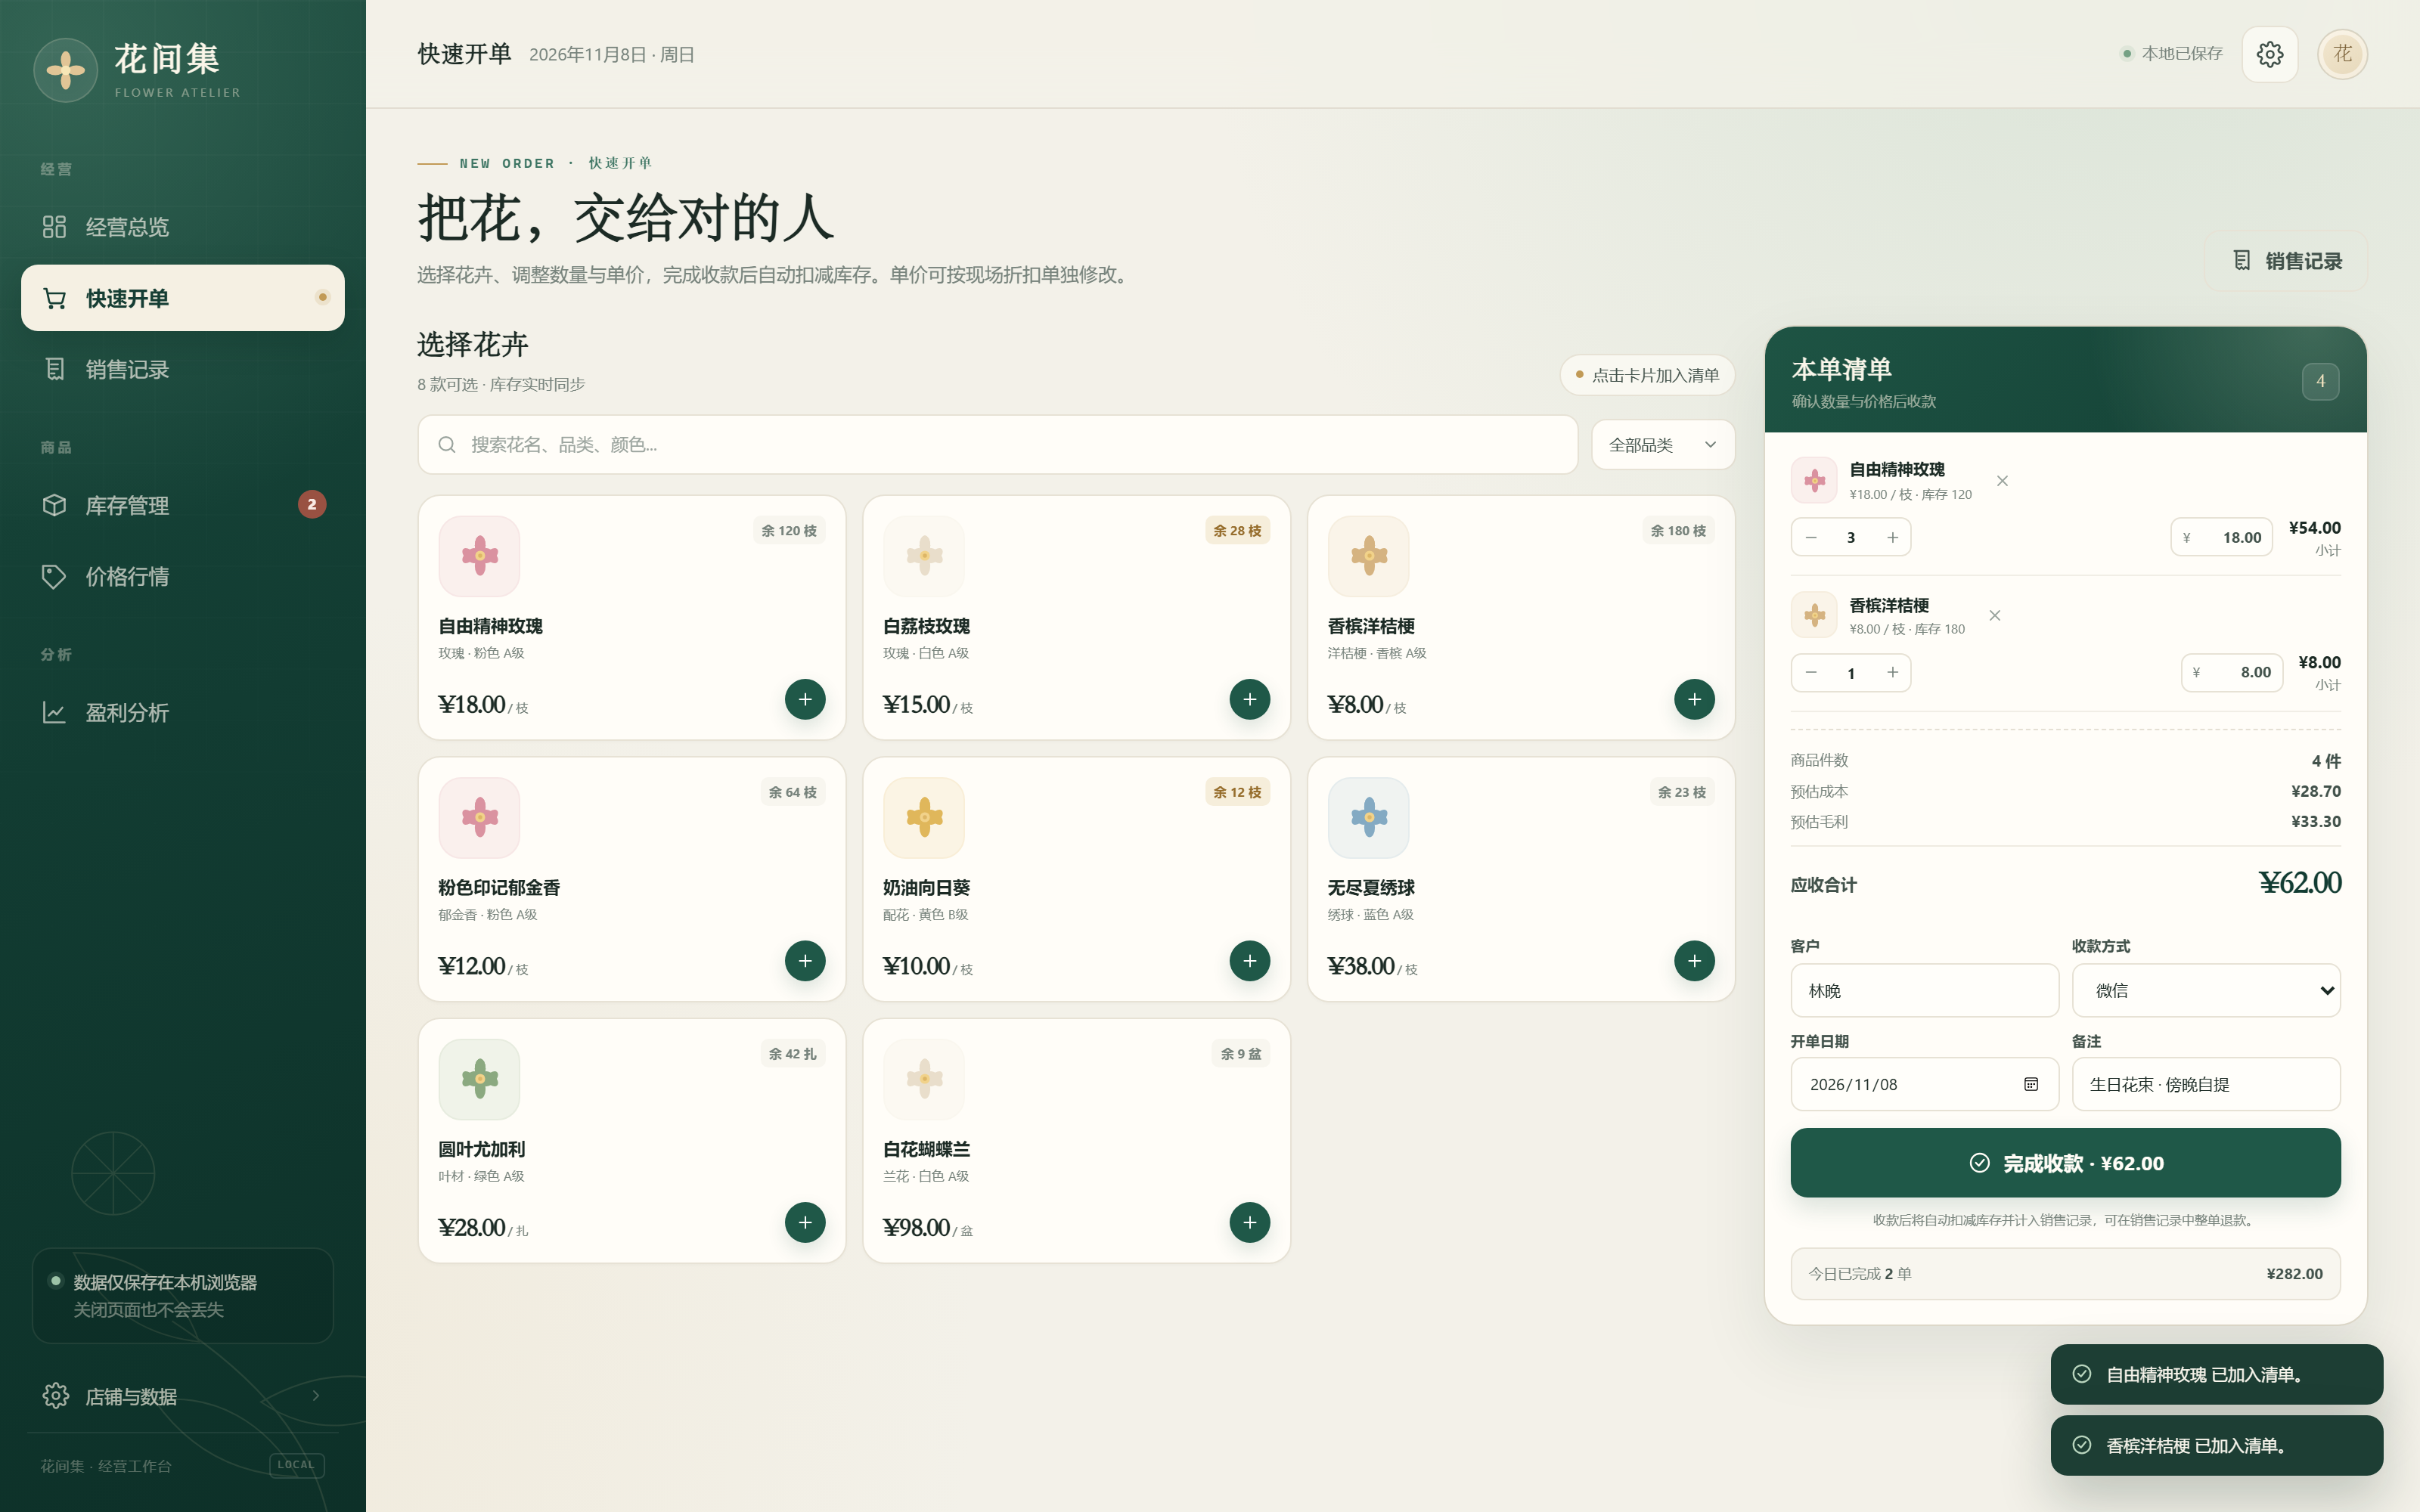 花间集
FLOWER ATELIER
经营
经营总览
快速开单
销售记录
商品
库存管理
2
价格行情
分析
盈利分析
数据仅保存在本机浏览器
关闭页面也不会丢失
店铺与数据
花间集 · 经营工作台
LOCAL
快速开单 2026年11月8日 · 周日
本地已保存
花
NEW ORDER · 快速开单
把花，交给对的人
选择花卉、调整数量与单价，完成收款后自动扣减库存。单价可按现场折扣单独修改。
销售记录
选择花卉
8 款可选 · 库存实时同步
点击卡片加入清单
搜索花名、品类、颜色...
全部品类
余 120 枝
自由精神玫瑰
玫瑰 · 粉色 A级
¥18.00 / 枝
余 28 枝
白荔枝玫瑰
玫瑰 · 白色 A级
¥15.00 / 枝
余 180 枝
香槟洋桔梗
洋桔梗 · 香槟 A级
¥8.00 / 枝
余 64 枝
粉色印记郁金香
郁金香 · 粉色 A级
¥12.00 / 枝
余 12 枝
奶油向日葵
配花 · 黄色 B级
¥10.00 / 枝
余 23 枝
无尽夏绣球
绣球 · 蓝色 A级
¥38.00 / 枝
余 42 扎
圆叶尤加利
叶材 · 绿色 A级
¥28.00 / 扎
余 9 盆
白花蝴蝶兰
兰花 · 白色 A级
¥98.00 / 盆
本单清单
确认数量与价格后收款
4
自由精神玫瑰
¥18.00 / 枝 · 库存 120
3
¥ 18.00
¥54.00
小计
香槟洋桔梗
¥8.00 / 枝 · 库存 180
1
¥ 8.00
¥8.00
小计
商品件数 4 件
预估成本 ¥28.70
预估毛利 ¥33.30
应收合计 ¥62.00
客户
林晚
收款方式
微信
开单日期
2026/11/08
备注
生日花束 · 傍晚自提
完成收款 · ¥62.00
收款后将自动扣减库存并计入销售记录，可在销售记录中整单退款。
今日已完成 2 单 ¥282.00
自由精神玫瑰 已加入清单。
香槟洋桔梗 已加入清单。